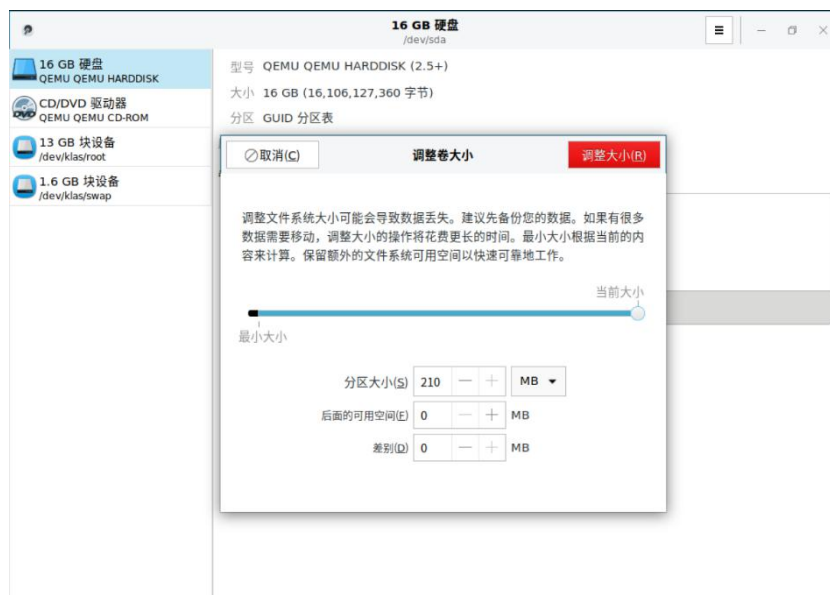 16 GB 硬盘
/dev/sda
16 GB 硬盘
QEMU QEMU HARDDISK
CD/DVD 驱动器
QEMU QEMU CD-ROM
13 GB 块设备
/dev/klas/root
1.6 GB 块设备
/dev/klas/swap
型号 QEMU QEMU HARDDISK (2.5+)
大小 16 GB (16,106,127,360 字节)
分区 GUID 分区表
取消(C)
调整卷大小
调整大小(R)
调整文件系统大小可能会导致数据丢失。建议先备份您的数据。如果有很多
数据需要移动，调整大小的操作将花费更长的时间。最小大小根据当前的内
容来计算。保留额外的文件系统可用空间以快速可靠地工作。
当前大小
最小大小
分区大小(S) 210 MB
后面的可用空间(F) 0 MB
差别(D) 0 MB